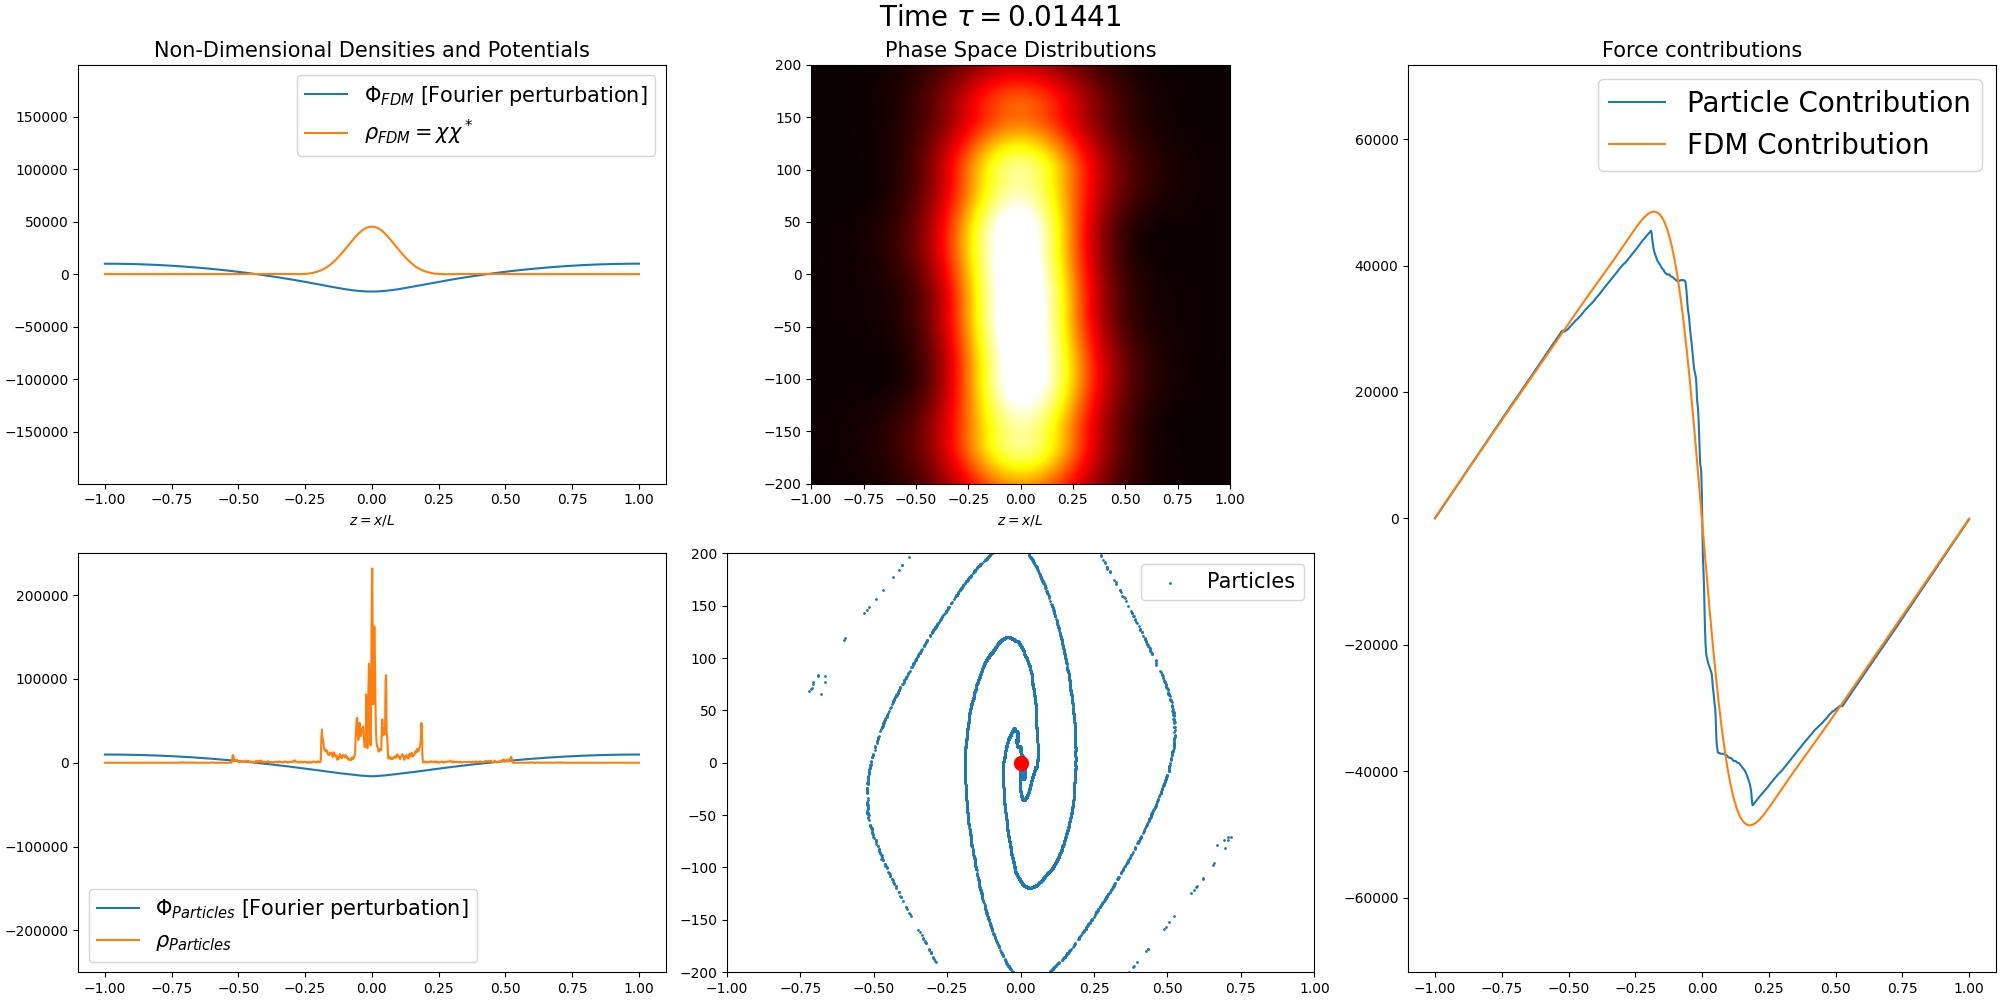 Time τ = 0.01441
Non-Dimensional Densities and Potentials
Φ_FDM [Fourier perturbation]
ρ_FDM = χχ*
150000
100000
50000
0
−50000
−100000
−150000
−1.00 −0.75 −0.50 −0.25 0.00 0.25 0.50 0.75 1.00
z = x/L
Phase Space Distributions
200
150
100
50
0
−50
−100
−150
−200
−1.00 −0.75 −0.50 −0.25 0.00 0.25 0.50 0.75 1.00
z = x/L
Force contributions
Particle Contribution
FDM Contribution
60000
40000
20000
0
−20000
−40000
−60000
−1.00 −0.75 −0.50 −0.25 0.00 0.25 0.50 0.75 1.00
200000
100000
0
−100000
−200000
Φ_Particles [Fourier perturbation]
ρ_Particles
−1.00 −0.75 −0.50 −0.25 0.00 0.25 0.50 0.75 1.00
Particles
200
150
100
50
0
−50
−100
−150
−200
−1.00 −0.75 −0.50 −0.25 0.00 0.25 0.50 0.75 1.00